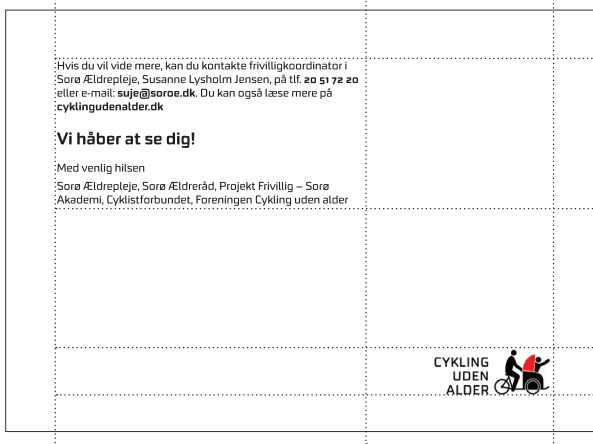 Hvis du vil vide mere, kan du kontakte frivilligkoordinator i
Sorø Ældrepleje, Susanne Lysholm Jensen, på tlf. 20 51 72 20
eller e-mail: suje@soroe.dk. Du kan også læse mere på
cyklingudenalder.dk
Vi håber at se dig!
Med venlig hilsen
Sorø Ældrepleje, Sorø Ældreråd, Projekt Frivillig – Sorø
Akademi, Cyklistforbundet, Foreningen Cykling uden alder
CYKLING
UDEN
ALDER